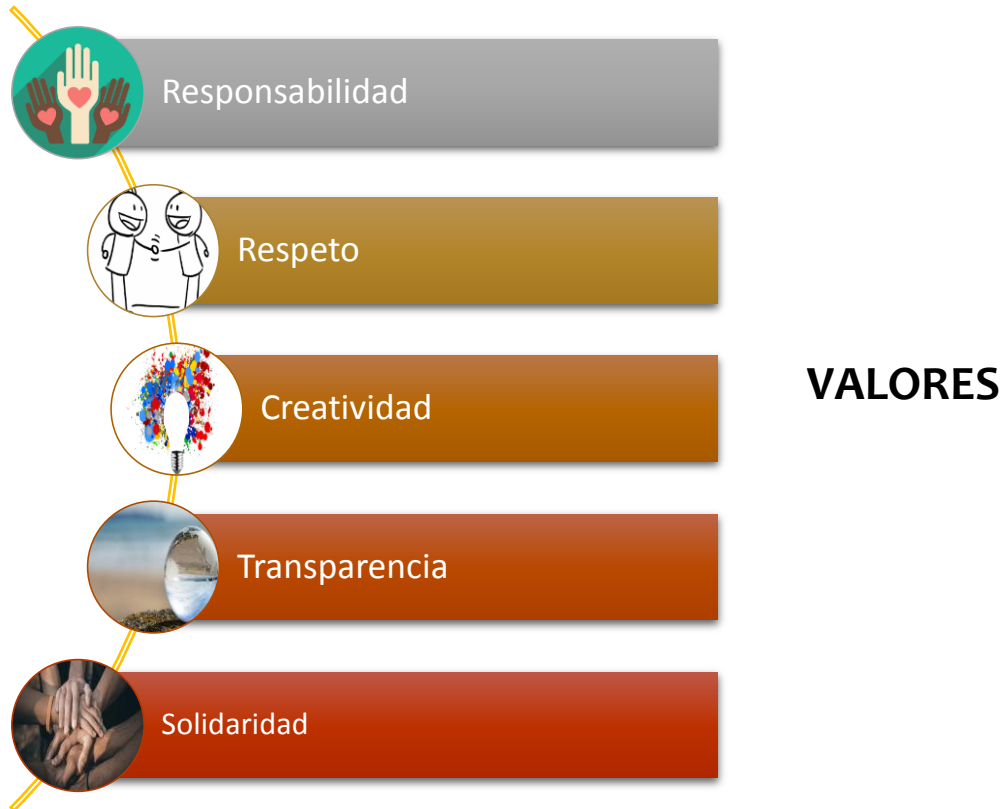 Responsabilidad
Respeto
Creatividad
VALORES
Transparencia
Solidaridad